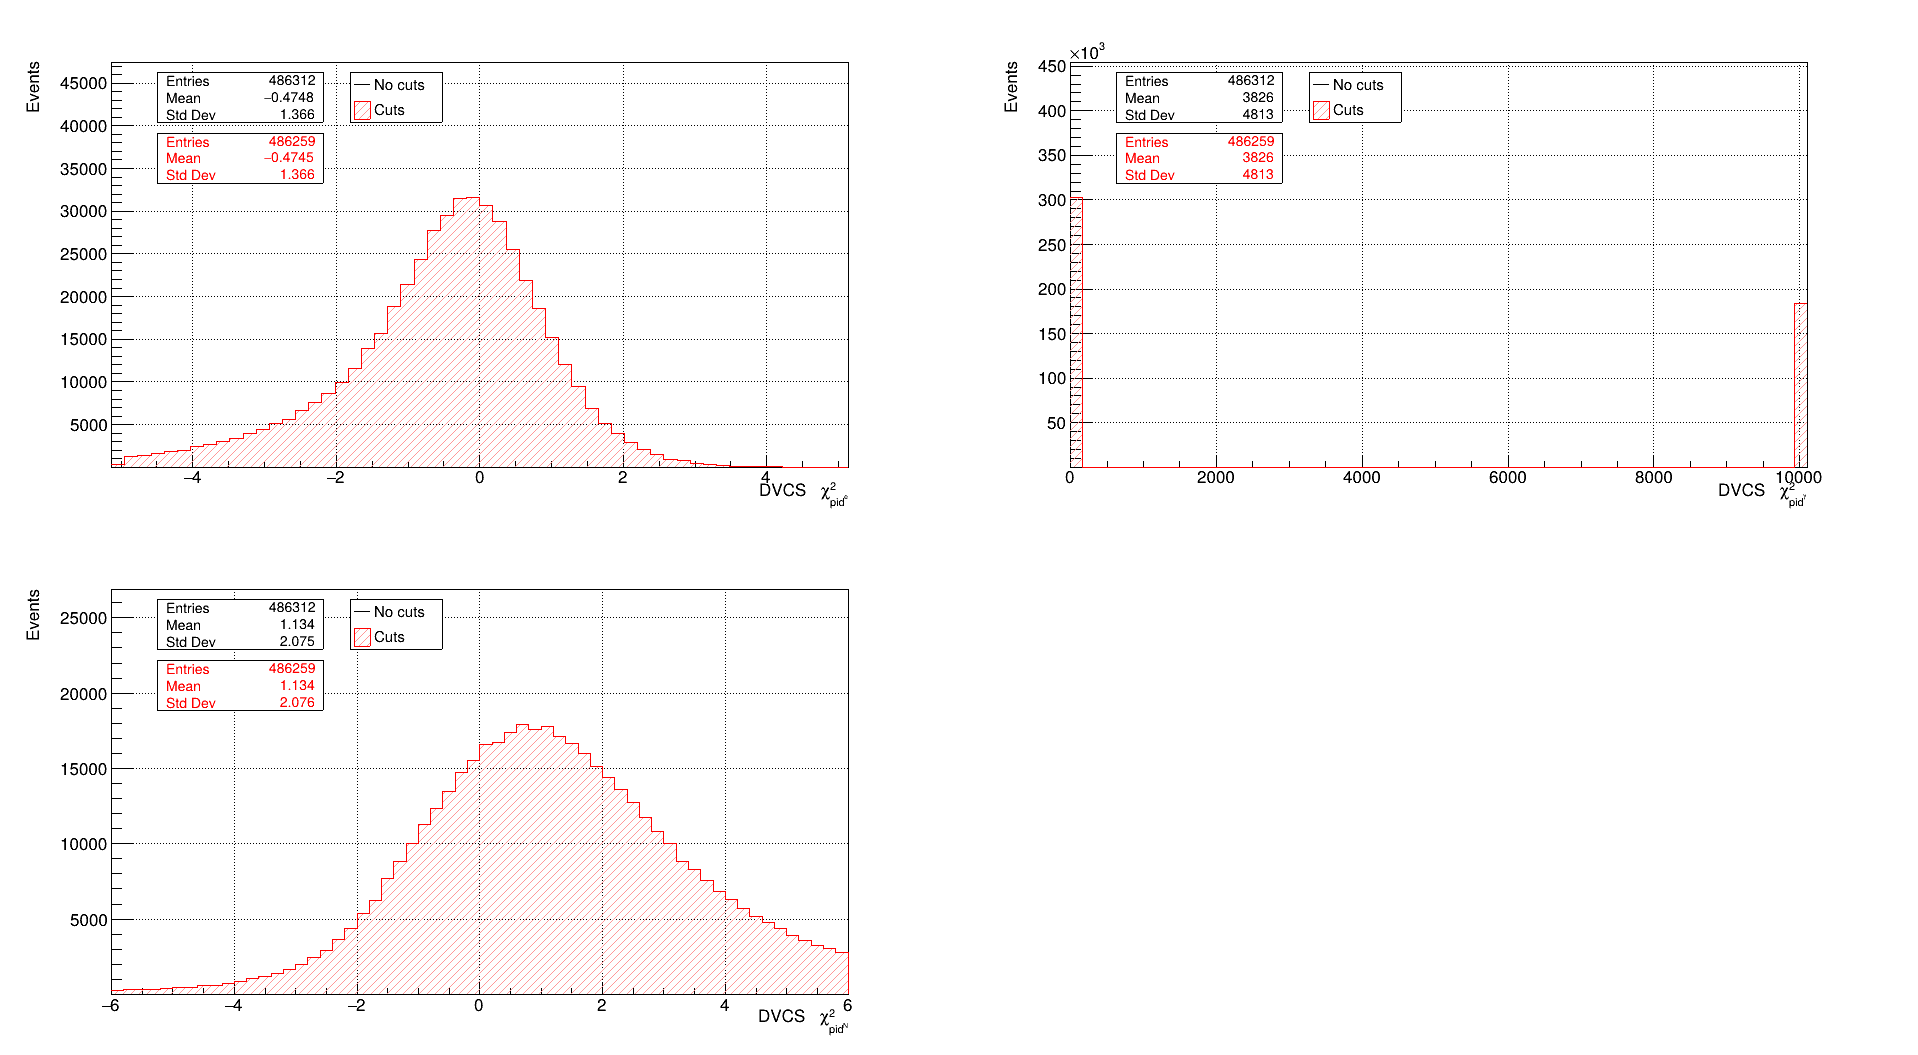 Events
45000
40000
35000
30000
25000
20000
15000
10000
5000
Entries 486312
Mean −0.4748
Std Dev 1.366
Entries 486259
Mean −0.4745
Std Dev 1.366
No cuts
Cuts
−4 −2 0 2 4
DVCS χ²pidᵉ
×10³
Events
450
400
350
300
250
200
150
100
50
Entries 486312
Mean 3826
Std Dev 4813
Entries 486259
Mean 3826
Std Dev 4813
No cuts
Cuts
0 2000 4000 6000 8000 10000
DVCS χ²pidᵞ
Events
25000
20000
15000
10000
5000
Entries 486312
Mean 1.134
Std Dev 2.075
Entries 486259
Mean 1.134
Std Dev 2.076
No cuts
Cuts
−6 −4 −2 0 2 4 6
DVCS χ²pidᴺ